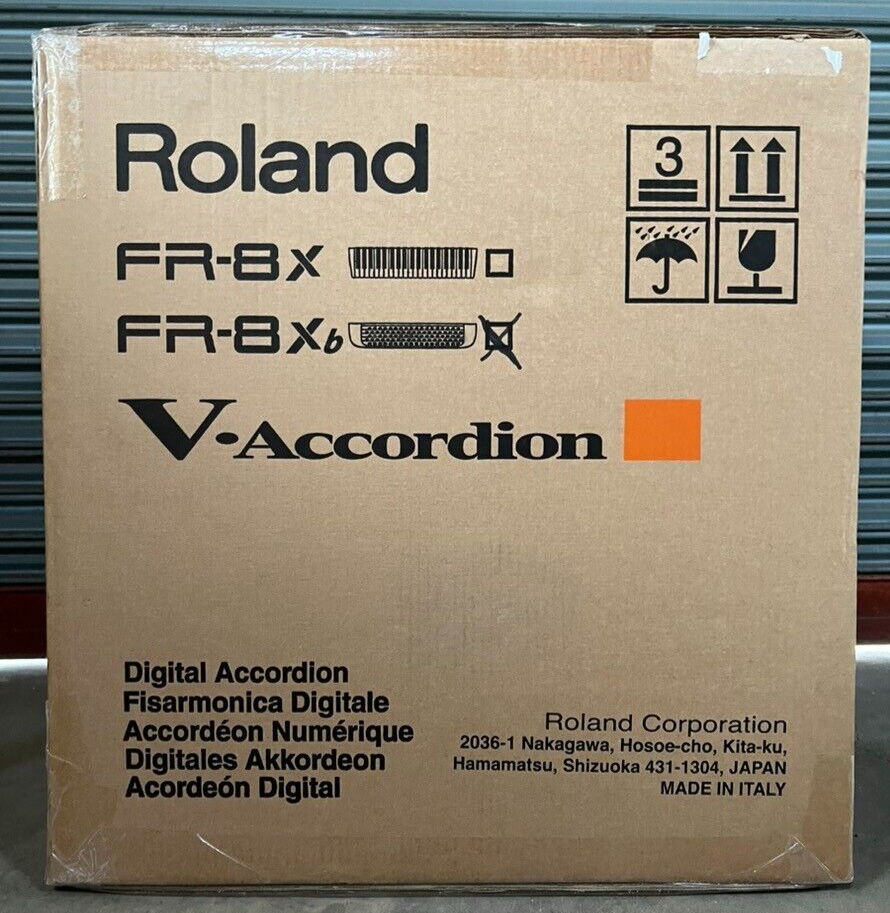 Roland
3
FR-8X
FR-8Xb
V-Accordion
Digital Accordion
Fisarmonica Digitale
Accordéon Numérique
Digitales Akkordeon
Acordeón Digital
Roland Corporation
2036-1 Nakagawa, Hosoe-cho, Kita-ku,
Hamamatsu, Shizuoka 431-1304, JAPAN
MADE IN ITALY